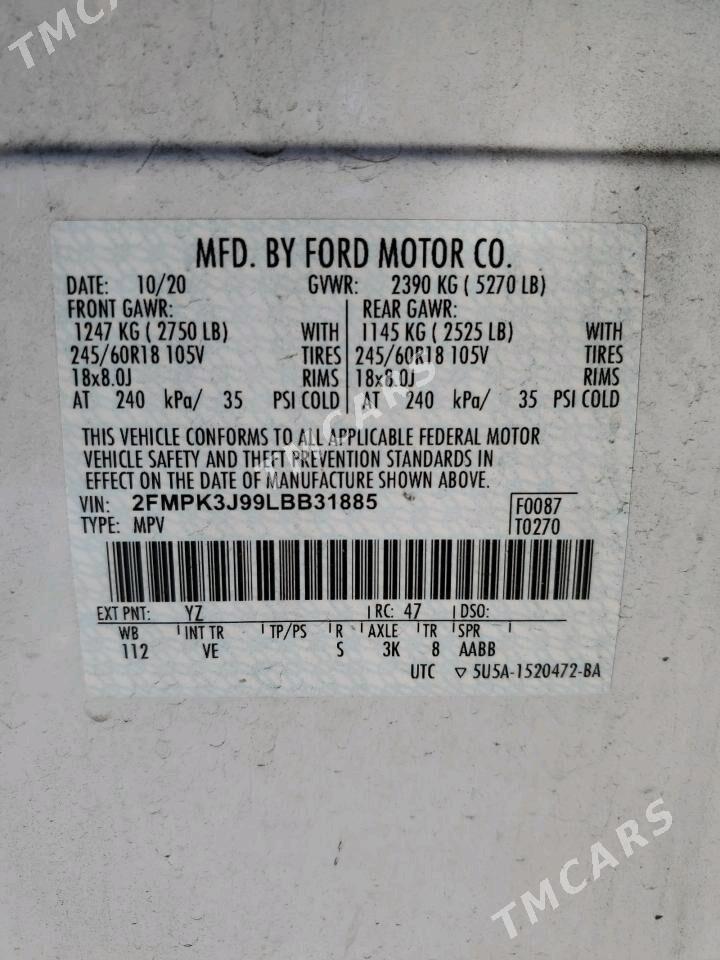 TMCARS
MFD. BY FORD MOTOR CO.
DATE: 10/20 GVWR: 2390 KG ( 5270 LB)
FRONT GAWR: REAR GAWR:
1247 KG ( 2750 LB) WITH 1145 KG ( 2525 LB) WITH
245/60R18 105V TIRES 245/60R18 105V TIRES
18x8.0J RIMS 18x8.0J RIMS
AT 240 kPa/ 35 PSI COLD AT 240 kPa/ 35 PSI COLD
TMCARS
THIS VEHICLE CONFORMS TO ALL APPLICABLE FEDERAL MOTOR
VEHICLE SAFETY AND THEFT PREVENTION STANDARDS IN
EFFECT ON THE DATE OF MANUFACTURE SHOWN ABOVE.
VIN: 2FMPK3J99LBB31885 F0087
TYPE: MPV T0270
EXT PNT: YZ RC: 47 DSO:
WB INT TR TP/PS R AXLE TR SPR
112 VE S 3K 8 AABB
UTC ▽ 5U5A-1520472-BA
TMCARS